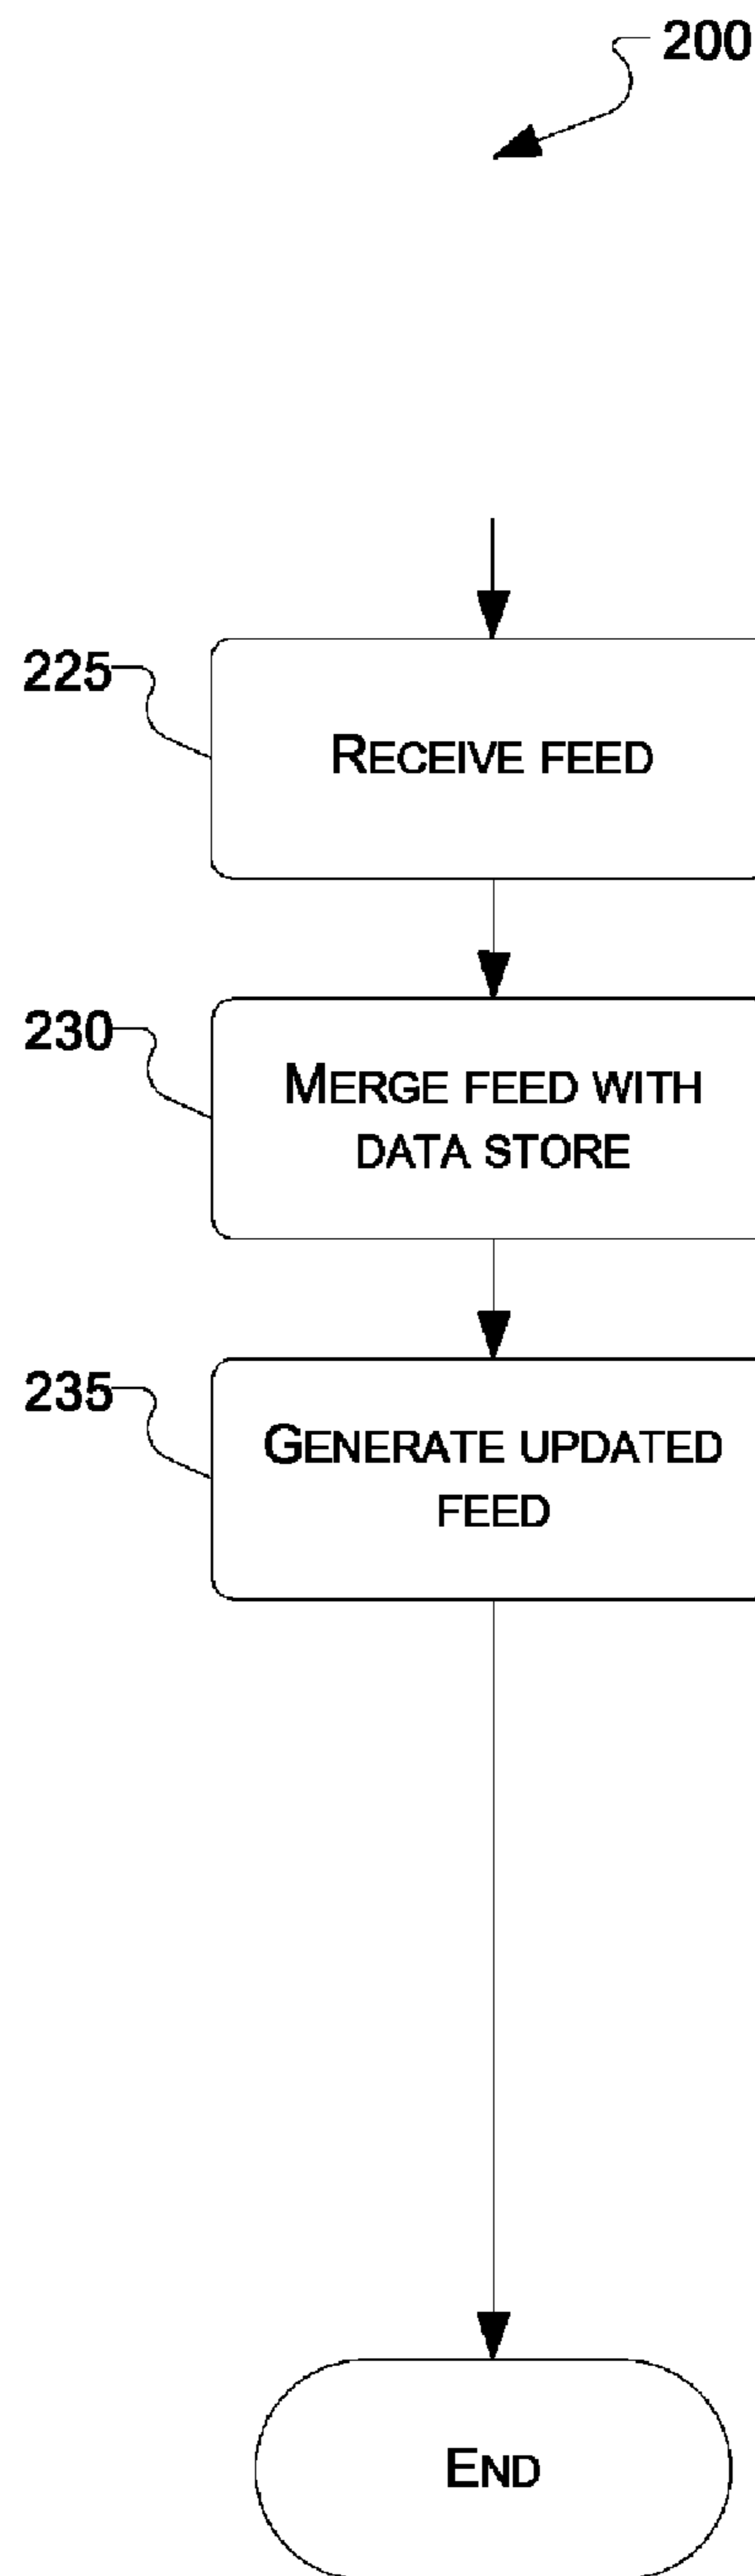 200
225
RECEIVE FEED
230
MERGE FEED WITH
DATA STORE
235
GENERATE UPDATED
FEED
END